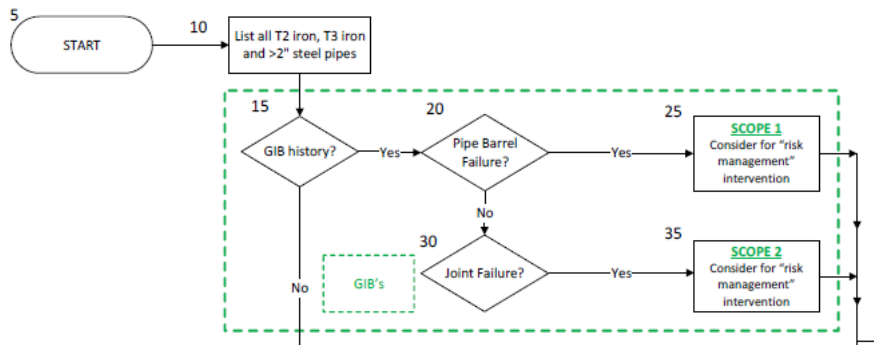 5
START
10
List all T2 iron, T3 iron
and >2" steel pipes
15
GIB history?
Yes
20
Pipe Barrel
Failure?
Yes
25
SCOPE 1
Consider for "risk
management"
intervention
No
30
Joint Failure?
Yes
35
SCOPE 2
Consider for "risk
management"
intervention
GIB's
No